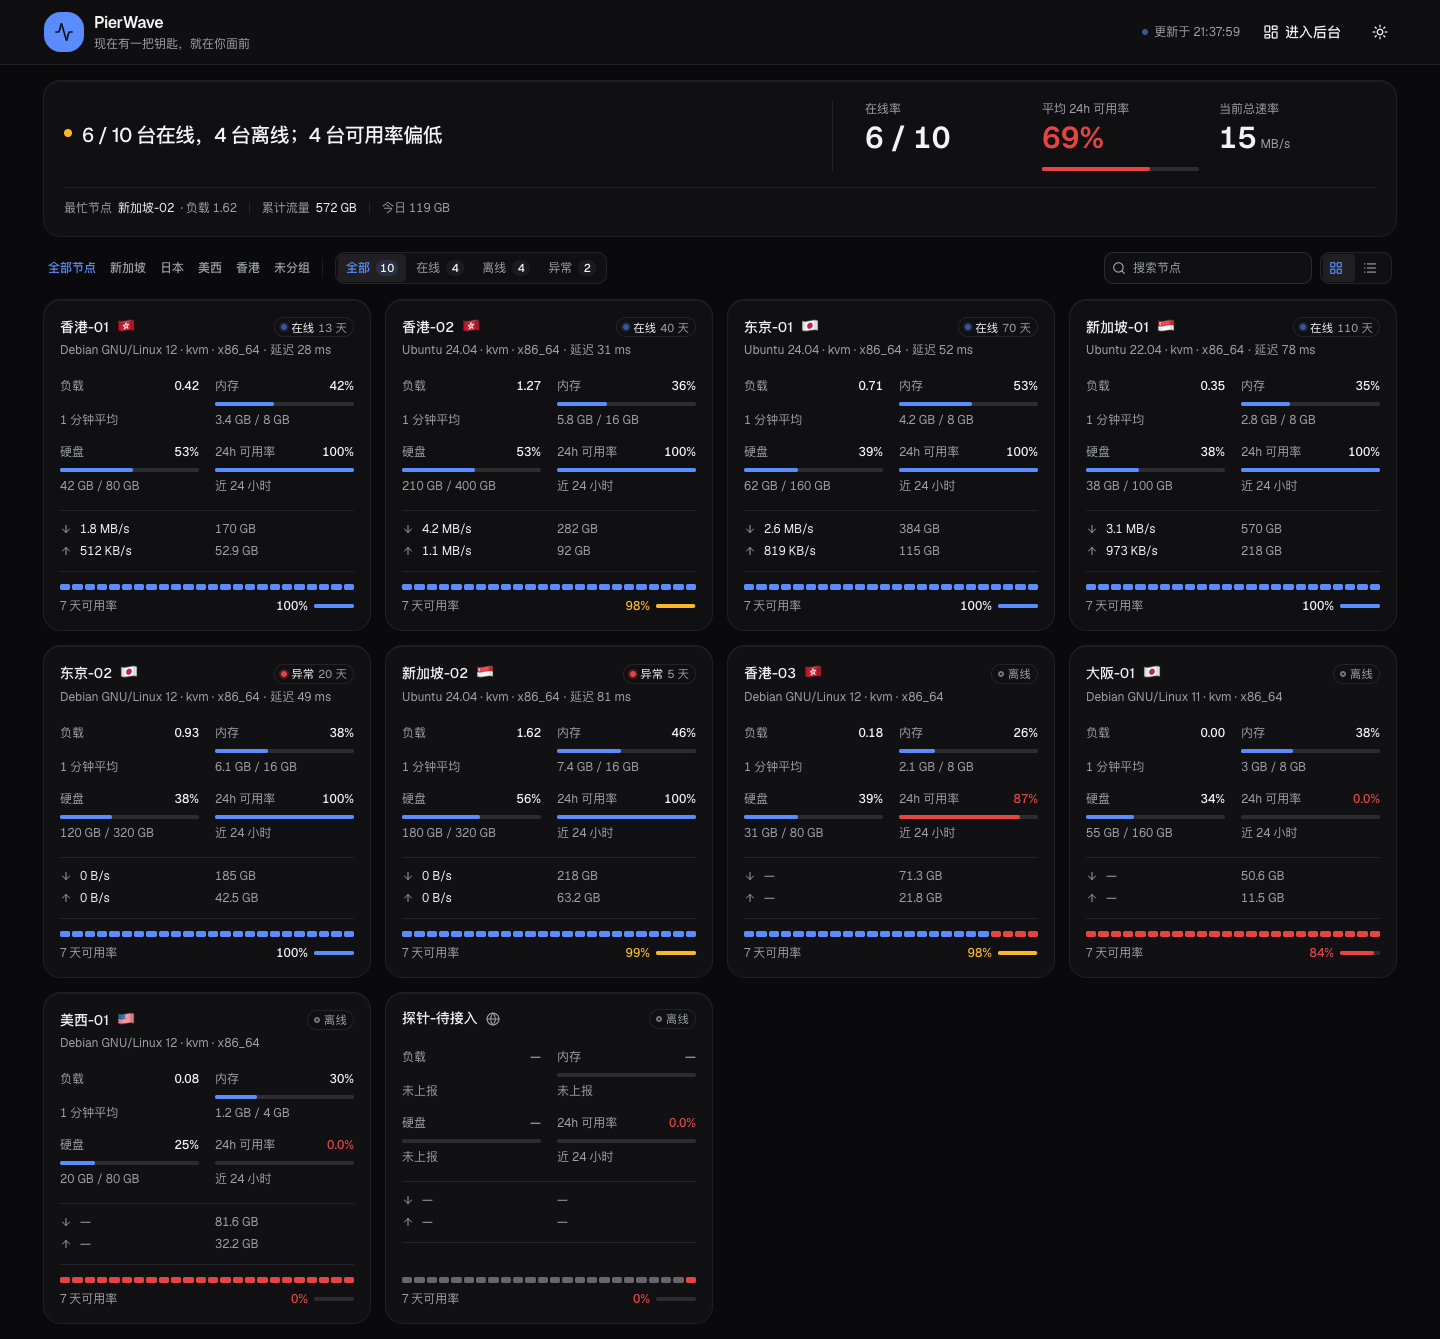 PierWave
现在有一把钥匙，就在你面前
更新于 21:37:59
进入后台
6 / 10 台在线，4 台离线；4 台可用率偏低
在线率
6 / 10
平均 24h 可用率
69%
当前总速率
15 MB/s
最忙节点 新加坡-02 · 负载 1.62
累计流量 572 GB
今日 119 GB
全部节点 新加坡 日本 美西 香港 未分组
全部 10 在线 4 离线 4 异常 2
搜索节点
香港-01
在线 13 天
Debian GNU/Linux 12 · kvm · x86_64 · 延迟 28 ms
负载 0.42
内存 42%
1 分钟平均
3.4 GB / 8 GB
硬盘 53%
24h 可用率 100%
42 GB / 80 GB
近 24 小时
↓ 1.8 MB/s 170 GB
↑ 512 KB/s 52.9 GB
7 天可用率 100%
香港-02
在线 40 天
Ubuntu 24.04 · kvm · x86_64 · 延迟 31 ms
负载 1.27
内存 36%
1 分钟平均
5.8 GB / 16 GB
硬盘 53%
24h 可用率 100%
210 GB / 400 GB
近 24 小时
↓ 4.2 MB/s 282 GB
↑ 1.1 MB/s 92 GB
7 天可用率 98%
东京-01
在线 70 天
Ubuntu 24.04 · kvm · x86_64 · 延迟 52 ms
负载 0.71
内存 53%
1 分钟平均
4.2 GB / 8 GB
硬盘 39%
24h 可用率 100%
62 GB / 160 GB
近 24 小时
↓ 2.6 MB/s 384 GB
↑ 819 KB/s 115 GB
7 天可用率 100%
新加坡-01
在线 110 天
Ubuntu 22.04 · kvm · x86_64 · 延迟 78 ms
负载 0.35
内存 35%
1 分钟平均
2.8 GB / 8 GB
硬盘 38%
24h 可用率 100%
38 GB / 100 GB
近 24 小时
↓ 3.1 MB/s 570 GB
↑ 973 KB/s 218 GB
7 天可用率 100%
东京-02
异常 20 天
Debian GNU/Linux 12 · kvm · x86_64 · 延迟 49 ms
负载 0.93
内存 38%
1 分钟平均
6.1 GB / 16 GB
硬盘 38%
24h 可用率 100%
120 GB / 320 GB
近 24 小时
↓ 0 B/s 185 GB
↑ 0 B/s 42.5 GB
7 天可用率 100%
新加坡-02
异常 5 天
Ubuntu 24.04 · kvm · x86_64 · 延迟 81 ms
负载 1.62
内存 46%
1 分钟平均
7.4 GB / 16 GB
硬盘 56%
24h 可用率 100%
180 GB / 320 GB
近 24 小时
↓ 0 B/s 218 GB
↑ 0 B/s 63.2 GB
7 天可用率 99%
香港-03
离线
Debian GNU/Linux 12 · kvm · x86_64
负载 0.18
内存 26%
1 分钟平均
2.1 GB / 8 GB
硬盘 39%
24h 可用率 87%
31 GB / 80 GB
近 24 小时
↓ — 71.3 GB
↑ — 21.8 GB
7 天可用率 98%
大阪-01
离线
Debian GNU/Linux 11 · kvm · x86_64
负载 0.00
内存 38%
1 分钟平均
3 GB / 8 GB
硬盘 34%
24h 可用率 0.0%
55 GB / 160 GB
近 24 小时
↓ — 50.6 GB
↑ — 11.5 GB
7 天可用率 84%
美西-01
离线
Debian GNU/Linux 12 · kvm · x86_64
负载 0.08
内存 30%
1 分钟平均
1.2 GB / 4 GB
硬盘 25%
24h 可用率 0.0%
20 GB / 80 GB
近 24 小时
↓ — 81.6 GB
↑ — 32.2 GB
7 天可用率 0%
探针-待接入
离线
负载 —
内存 —
未上报
未上报
硬盘 —
24h 可用率 0.0%
未上报
近 24 小时
↓ — —
↑ — —
7 天可用率 0%